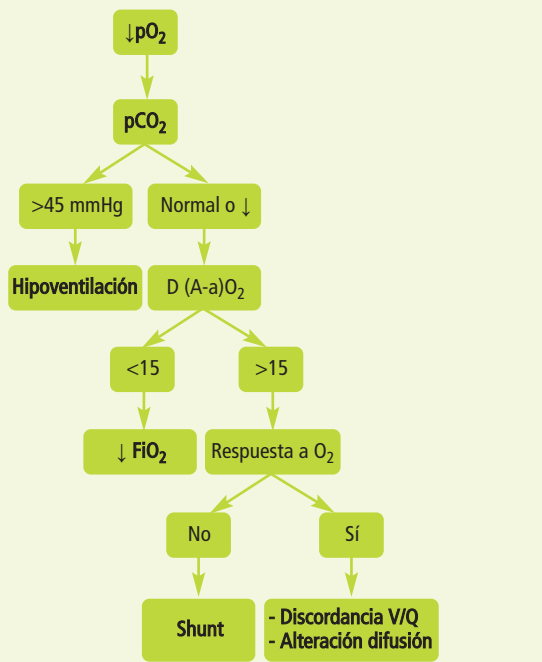 ↓pO₂
pCO₂
>45 mmHg
Normal o ↓
Hipoventilación
D (A-a)O₂
<15
>15
↓ FiO₂
Respuesta a O₂
No
Sí
Shunt
- Discordancia V/Q
- Alteración difusión